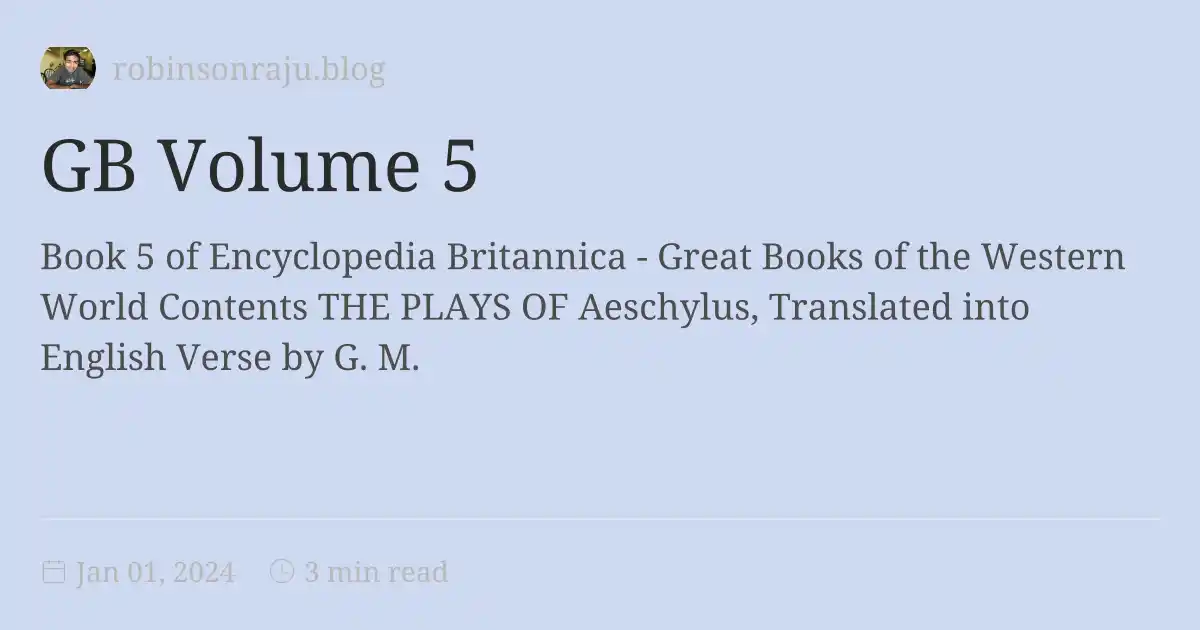 robinsonraju.blog
GB Volume 5
Book 5 of Encyclopedia Britannica - Great Books of the Western
World Contents THE PLAYS OF Aeschylus, Translated into
English Verse by G. M.
Jan 01, 2024 3 min read